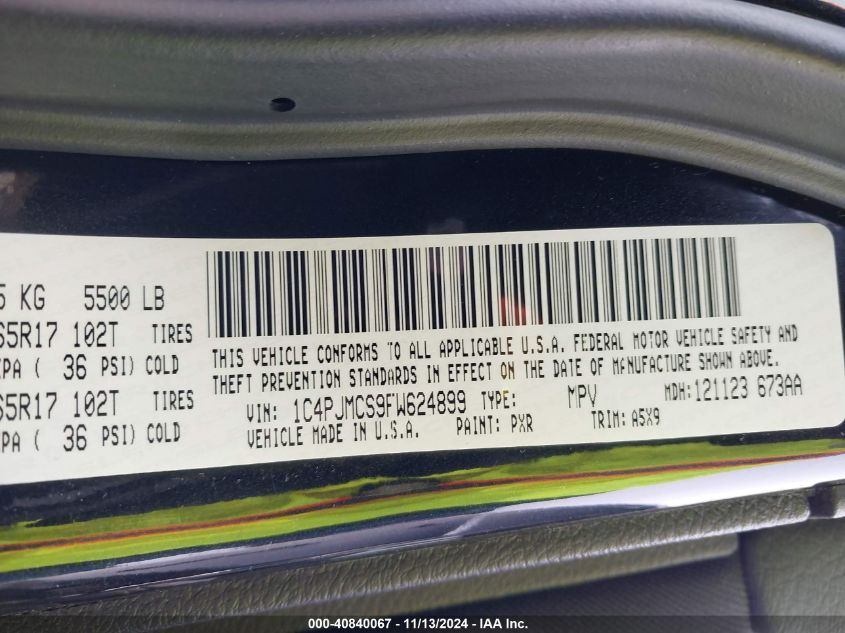 5 KG 5500 LB
S5R17 102T TIRES
PA ( 36 PSI) COLD
S5R17 102T TIRES
PA ( 36 PSI) COLD
THIS VEHICLE CONFORMS TO ALL APPLICABLE U.S.A. FEDERAL MOTOR VEHICLE SAFETY AND
THEFT PREVENTION STANDARDS IN EFFECT ON THE DATE OF MANUFACTURE SHOWN ABOVE.
VIN: 1C4PJMCS9FW624899 TYPE: MPV MDH: 121123 673AA
VEHICLE MADE IN U.S.A. PAINT: PXR TRIM: A5X9
000-40840067 - 11/13/2024 - IAA Inc.